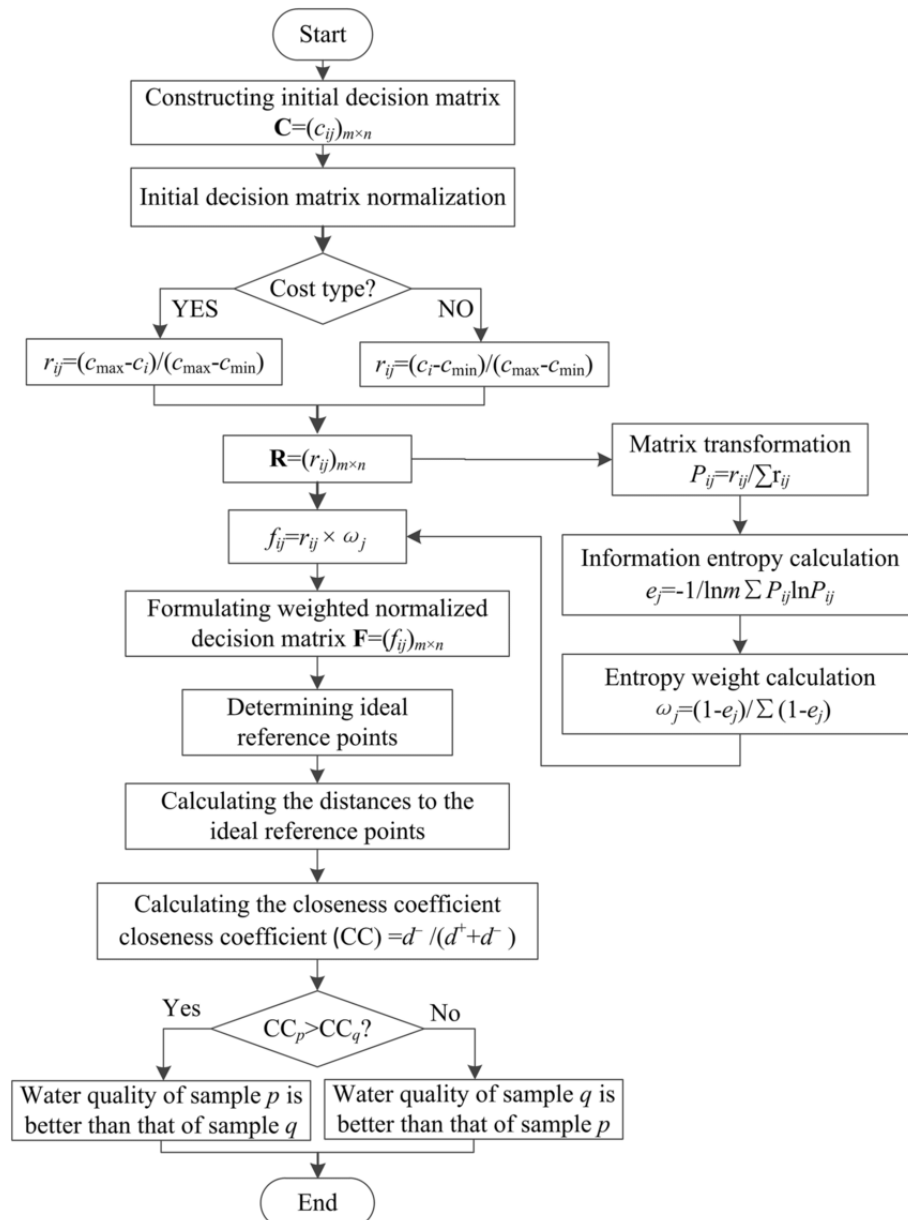 Start
Constructing initial decision matrix
C=(cij)m×n
Initial decision matrix normalization
Cost type?
YES
NO
rij=(cmax-ci)/(cmax-cmin)
rij=(ci-cmin)/(cmax-cmin)
R=(rij)m×n
Matrix transformation
Pij=rij/∑rij
fij=rij × ωj
Information entropy calculation
ej=-1/lnm ∑ PijlnPij
Formulating weighted normalized
decision matrix F=(fij)m×n
Entropy weight calculation
ωj=(1-ej)/∑ (1-ej)
Determining ideal
reference points
Calculating the distances to the
ideal reference points
Calculating the closeness coefficient
closeness coefficient (CC) =d⁻ /(d⁺+d⁻ )
Yes
No
CCp>CCq?
Water quality of sample p is
better than that of sample q
Water quality of sample q is
better than that of sample p
End